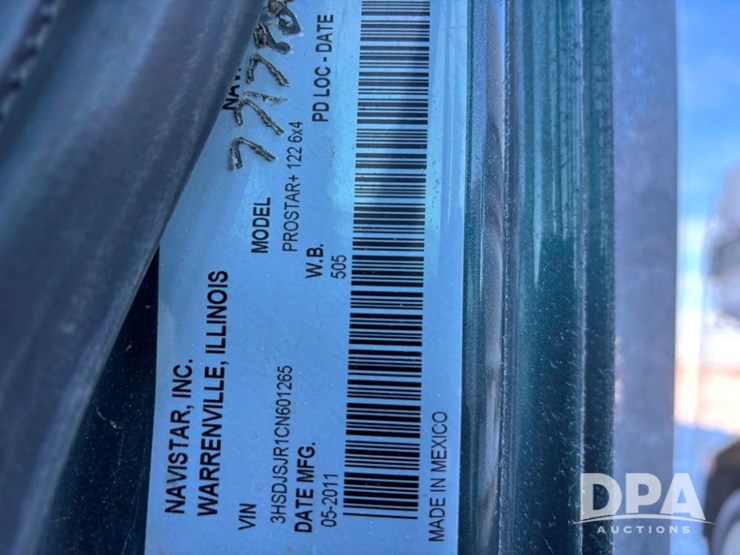 NAVISTAR, INC.
WARRENVILLE, ILLINOIS
VIN
3HSDJSJR1CN601265
DATE MFG.
05-2011
MADE IN MEXICO
MODEL
PROSTAR+ 122 6x4
W.B.
505
PD LOC - DATE
DPA
AUCTIONS